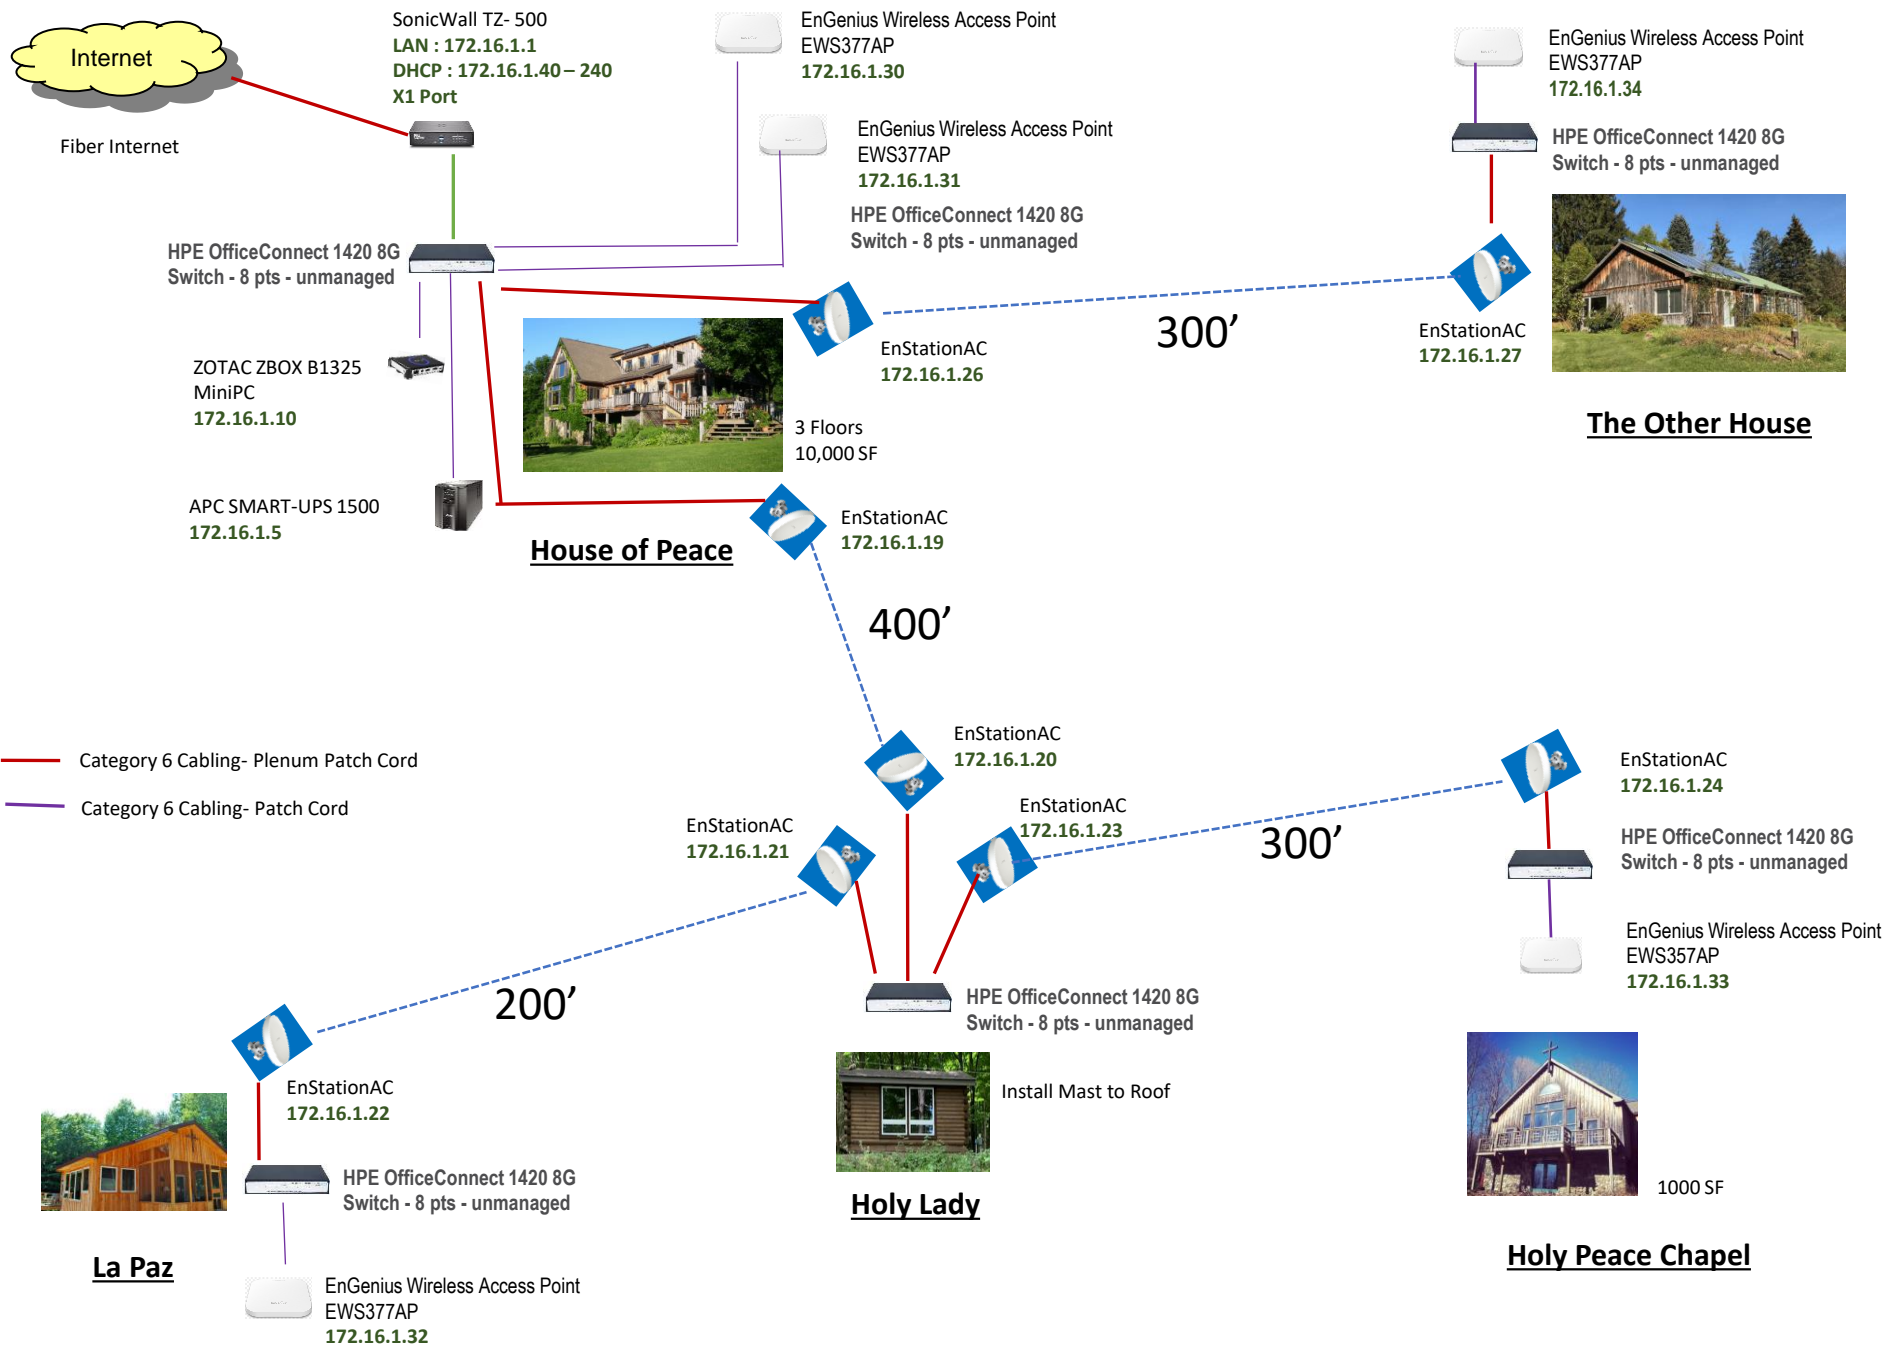 Internet
Fiber Internet
SonicWall TZ- 500
LAN : 172.16.1.1
DHCP : 172.16.1.40 – 240
X1 Port
EnGenius Wireless Access Point
EWS377AP
172.16.1.30
EnGenius Wireless Access Point
EWS377AP
172.16.1.31
HPE OfficeConnect 1420 8G
Switch - 8 pts - unmanaged
EnGenius Wireless Access Point
EWS377AP
172.16.1.34
HPE OfficeConnect 1420 8G
Switch - 8 pts - unmanaged
HPE OfficeConnect 1420 8G
Switch - 8 pts - unmanaged
ZOTAC ZBOX B1325
MiniPC
172.16.1.10
APC SMART-UPS 1500
172.16.1.5
EnStationAC
172.16.1.26
300’
EnStationAC
172.16.1.27
The Other House
3 Floors
10,000 SF
House of Peace
EnStationAC
172.16.1.19
400’
Category 6 Cabling- Plenum Patch Cord
Category 6 Cabling- Patch Cord
EnStationAC
172.16.1.20
EnStationAC
172.16.1.21
EnStationAC
172.16.1.23
300’
EnStationAC
172.16.1.24
HPE OfficeConnect 1420 8G
Switch - 8 pts - unmanaged
EnGenius Wireless Access Point
EWS357AP
172.16.1.33
200’
HPE OfficeConnect 1420 8G
Switch - 8 pts - unmanaged
Install Mast to Roof
Holy Lady
1000 SF
Holy Peace Chapel
EnStationAC
172.16.1.22
HPE OfficeConnect 1420 8G
Switch - 8 pts - unmanaged
La Paz
EnGenius Wireless Access Point
EWS377AP
172.16.1.32